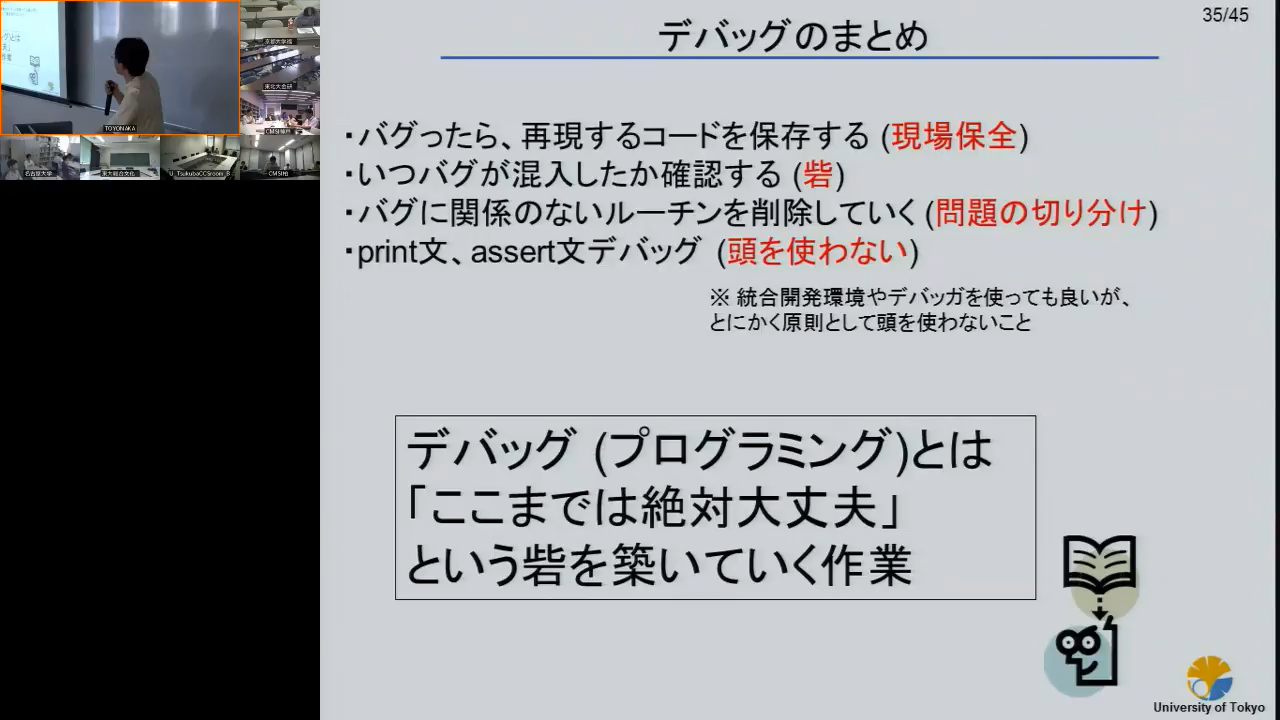 35/45
デバッグのまとめ
・バグったら、再現するコードを保存する (現場保全)
・いつバグが混入したか確認する (砦)
・バグに関係のないルーチンを削除していく (問題の切り分け)
・print文、assert文デバッグ (頭を使わない)
※ 統合開発環境やデバッガを使っても良いが、
とにかく原則として頭を使わないこと
デバッグ (プログラミング)とは
「ここまでは絶対大丈夫」
という砦を築いていく作業
University of Tokyo
TOYONAKA
東北大金研
名古屋大学
東大総合文化
U_TsukubaCCSroom_B